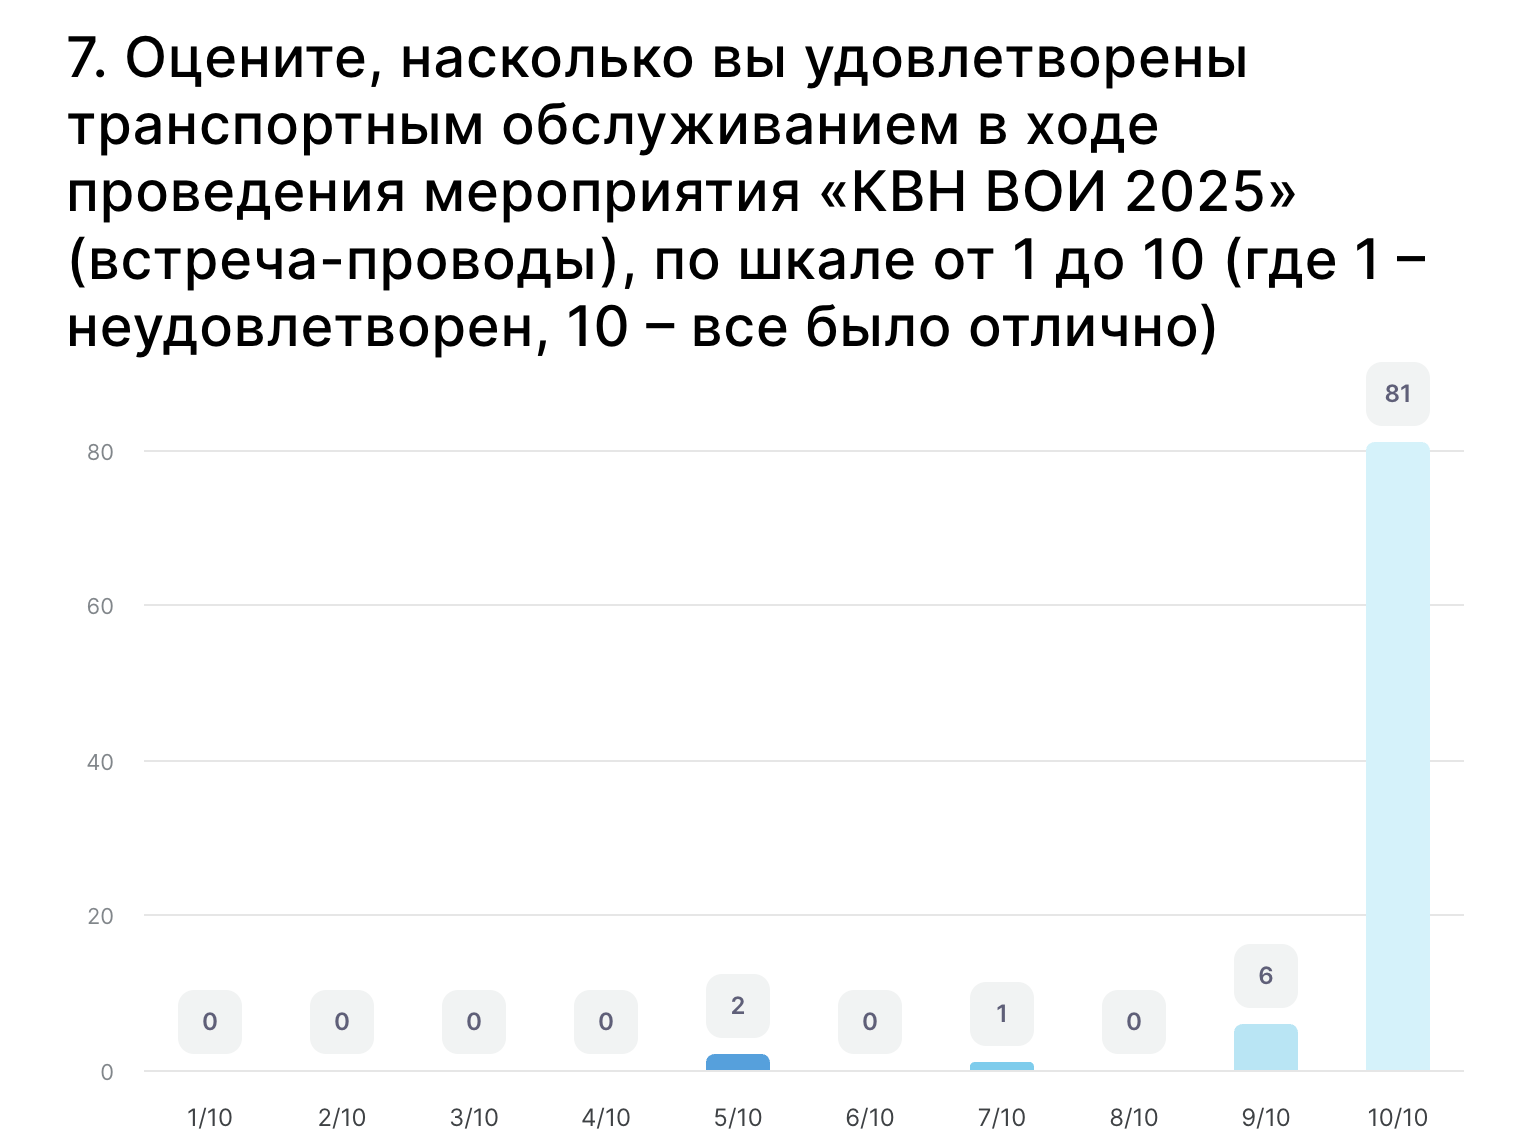 7. Оцените, насколько вы удовлетворены
транспортным обслуживанием в ходе
проведения мероприятия «КВН ВОИ 2025»
(встреча-проводы), по шкале от 1 до 10 (где 1 –
неудовлетворен, 10 – все было отлично)
81
80
60
40
20
6
2
1
0 0 0 0 0 0
0
1/10 2/10 3/10 4/10 5/10 6/10 7/10 8/10 9/10 10/10